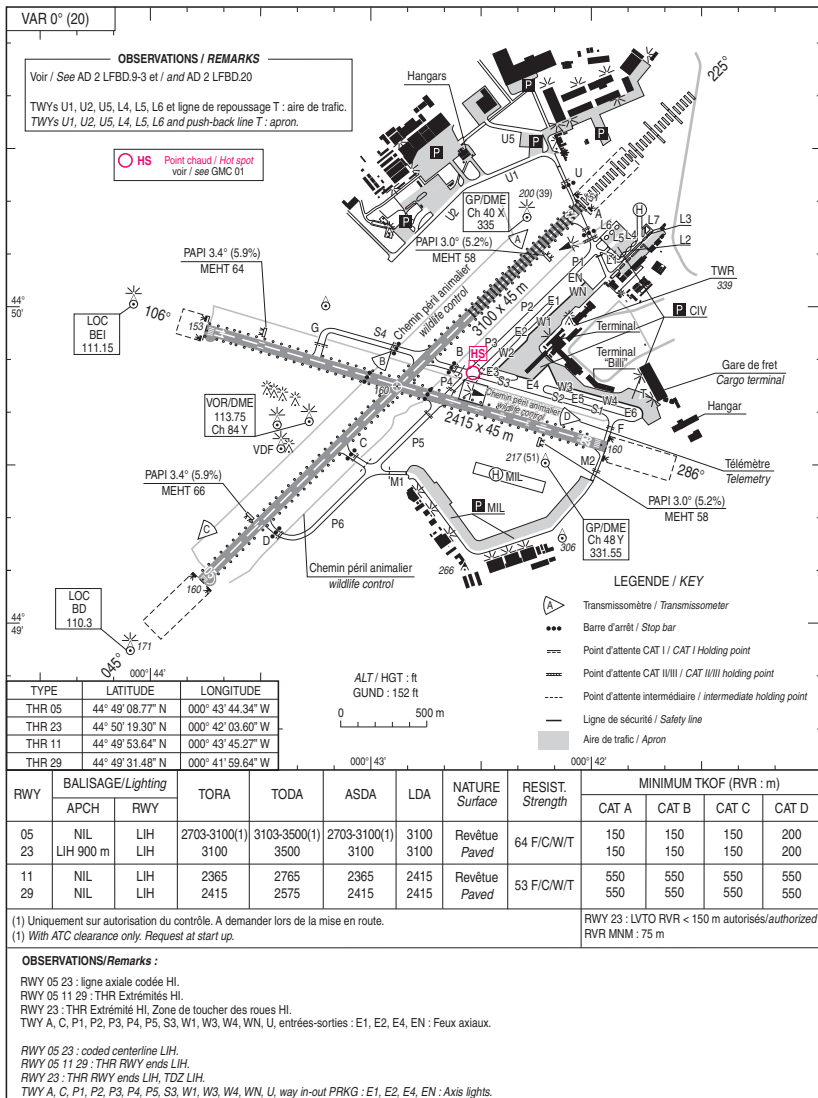 VAR 0° (20)
OBSERVATIONS / REMARKS
Voir / See AD 2 LFBD.9-3 et / and AD 2 LFBD.20
TWYs U1, U2, U5, L4, L5, L6 et ligne de repoussage T : aire de trafic.
TWYs U1, U2, U5, L4, L5, L6 and push-back line T : apron.
HS Point chaud / Hot spot
voir / see GMC 01
Hangars
P
P
P
P
P
225°
U5
U1
U2
U
200 (39)
GP/DME
Ch 40 X
335
151
A
A
H
L6
L5
L4
L7
L3
L2
L1
PAPI 3.0° (5.2%)
MEHT 58
PAPI 3.4° (5.9%)
MEHT 64
TWR
339
P1
EN
WN
P2
E1
W1
E2
P3
W2
Chemin péril animalier
wildlife control
3100 x 45 m
44°
50'
106°
153
LOC
BEI
111.15
G
S4
B
B
HS
E3
S3
E4
W3
S2
E5
W4
S1
E6
P4
160
Terminal
Terminal
"Billi"
P CIV
T
Gare de fret
Cargo terminal
Hangar
Chemin péril animalier
wildlife control
D
F
160
2415 x 45 m
VOR/DME
113.75
Ch 84 Y
VDF
C
P5
217 (51)
M2
286°
Télémètre
Telemetry
H MIL
M1
P MIL
PAPI 3.4° (5.9%)
MEHT 66
PAPI 3.0° (5.2%)
MEHT 58
C
D
P6
GP/DME
Ch 48 Y
331.55
306
266
Chemin péril animalier
wildlife control
160
LOC
BD
110.3
171
045°
44°
49'
000° 44'
LEGENDE / KEY
A Transmissomètre / Transmissometer
Barre d'arrêt / Stop bar
Point d'attente CAT I / CAT I Holding point
Point d'attente CAT II/III / CAT II/III holding point
Point d'attente intermédiaire / intermediate holding point
Ligne de sécurité / Safety line
Aire de trafic / Apron
ALT / HGT : ft
GUND : 152 ft
0 500 m
000° 43'
000° 42'
TYPE LATITUDE LONGITUDE
THR 05 44° 49' 08.77" N 000° 43' 44.34" W
THR 23 44° 50' 19.30" N 000° 42' 03.60" W
THR 11 44° 49' 53.64" N 000° 43' 45.27" W
THR 29 44° 49' 31.48" N 000° 41' 59.64" W
RWY BALISAGE/Lighting TORA TODA ASDA LDA NATURE Surface RESIST. Strength MINIMUM TKOF (RVR : m)
APCH RWY CAT A CAT B CAT C CAT D
05 NIL LIH 2703-3100(1) 3103-3500(1) 2703-3100(1) 3100 Revêtue 64 F/C/W/T 150 150 150 200
23 LIH 900 m LIH 3100 3500 3100 3100 Paved 150 150 150 200
11 NIL LIH 2365 2765 2365 2415 Revêtue 53 F/C/W/T 550 550 550 550
29 NIL LIH 2415 2575 2415 2415 Paved 550 550 550 550
(1) Uniquement sur autorisation du contrôle. A demander lors de la mise en route.
(1) With ATC clearance only. Request at start up.
RWY 23 : LVTO RVR < 150 m autorisés/authorized
RVR MNM : 75 m
OBSERVATIONS/Remarks :
RWY 05 23 : ligne axiale codée HI.
RWY 05 11 29 : THR Extrémités HI.
RWY 23 : THR Extrémité HI, Zone de toucher des roues HI.
TWY A, C, P1, P2, P3, P4, P5, S3, W1, W3, W4, WN, U, entrées-sorties : E1, E2, E4, EN : Feux axiaux.
RWY 05 23 : coded centerline LIH.
RWY 05 11 29 : THR RWY ends LIH.
RWY 23 : THR RWY ends LIH, TDZ LIH.
TWY A, C, P1, P2, P3, P4, P5, S3, W1, W3, W4, WN, U, way in-out PRKG : E1, E2, E4, EN : Axis lights.